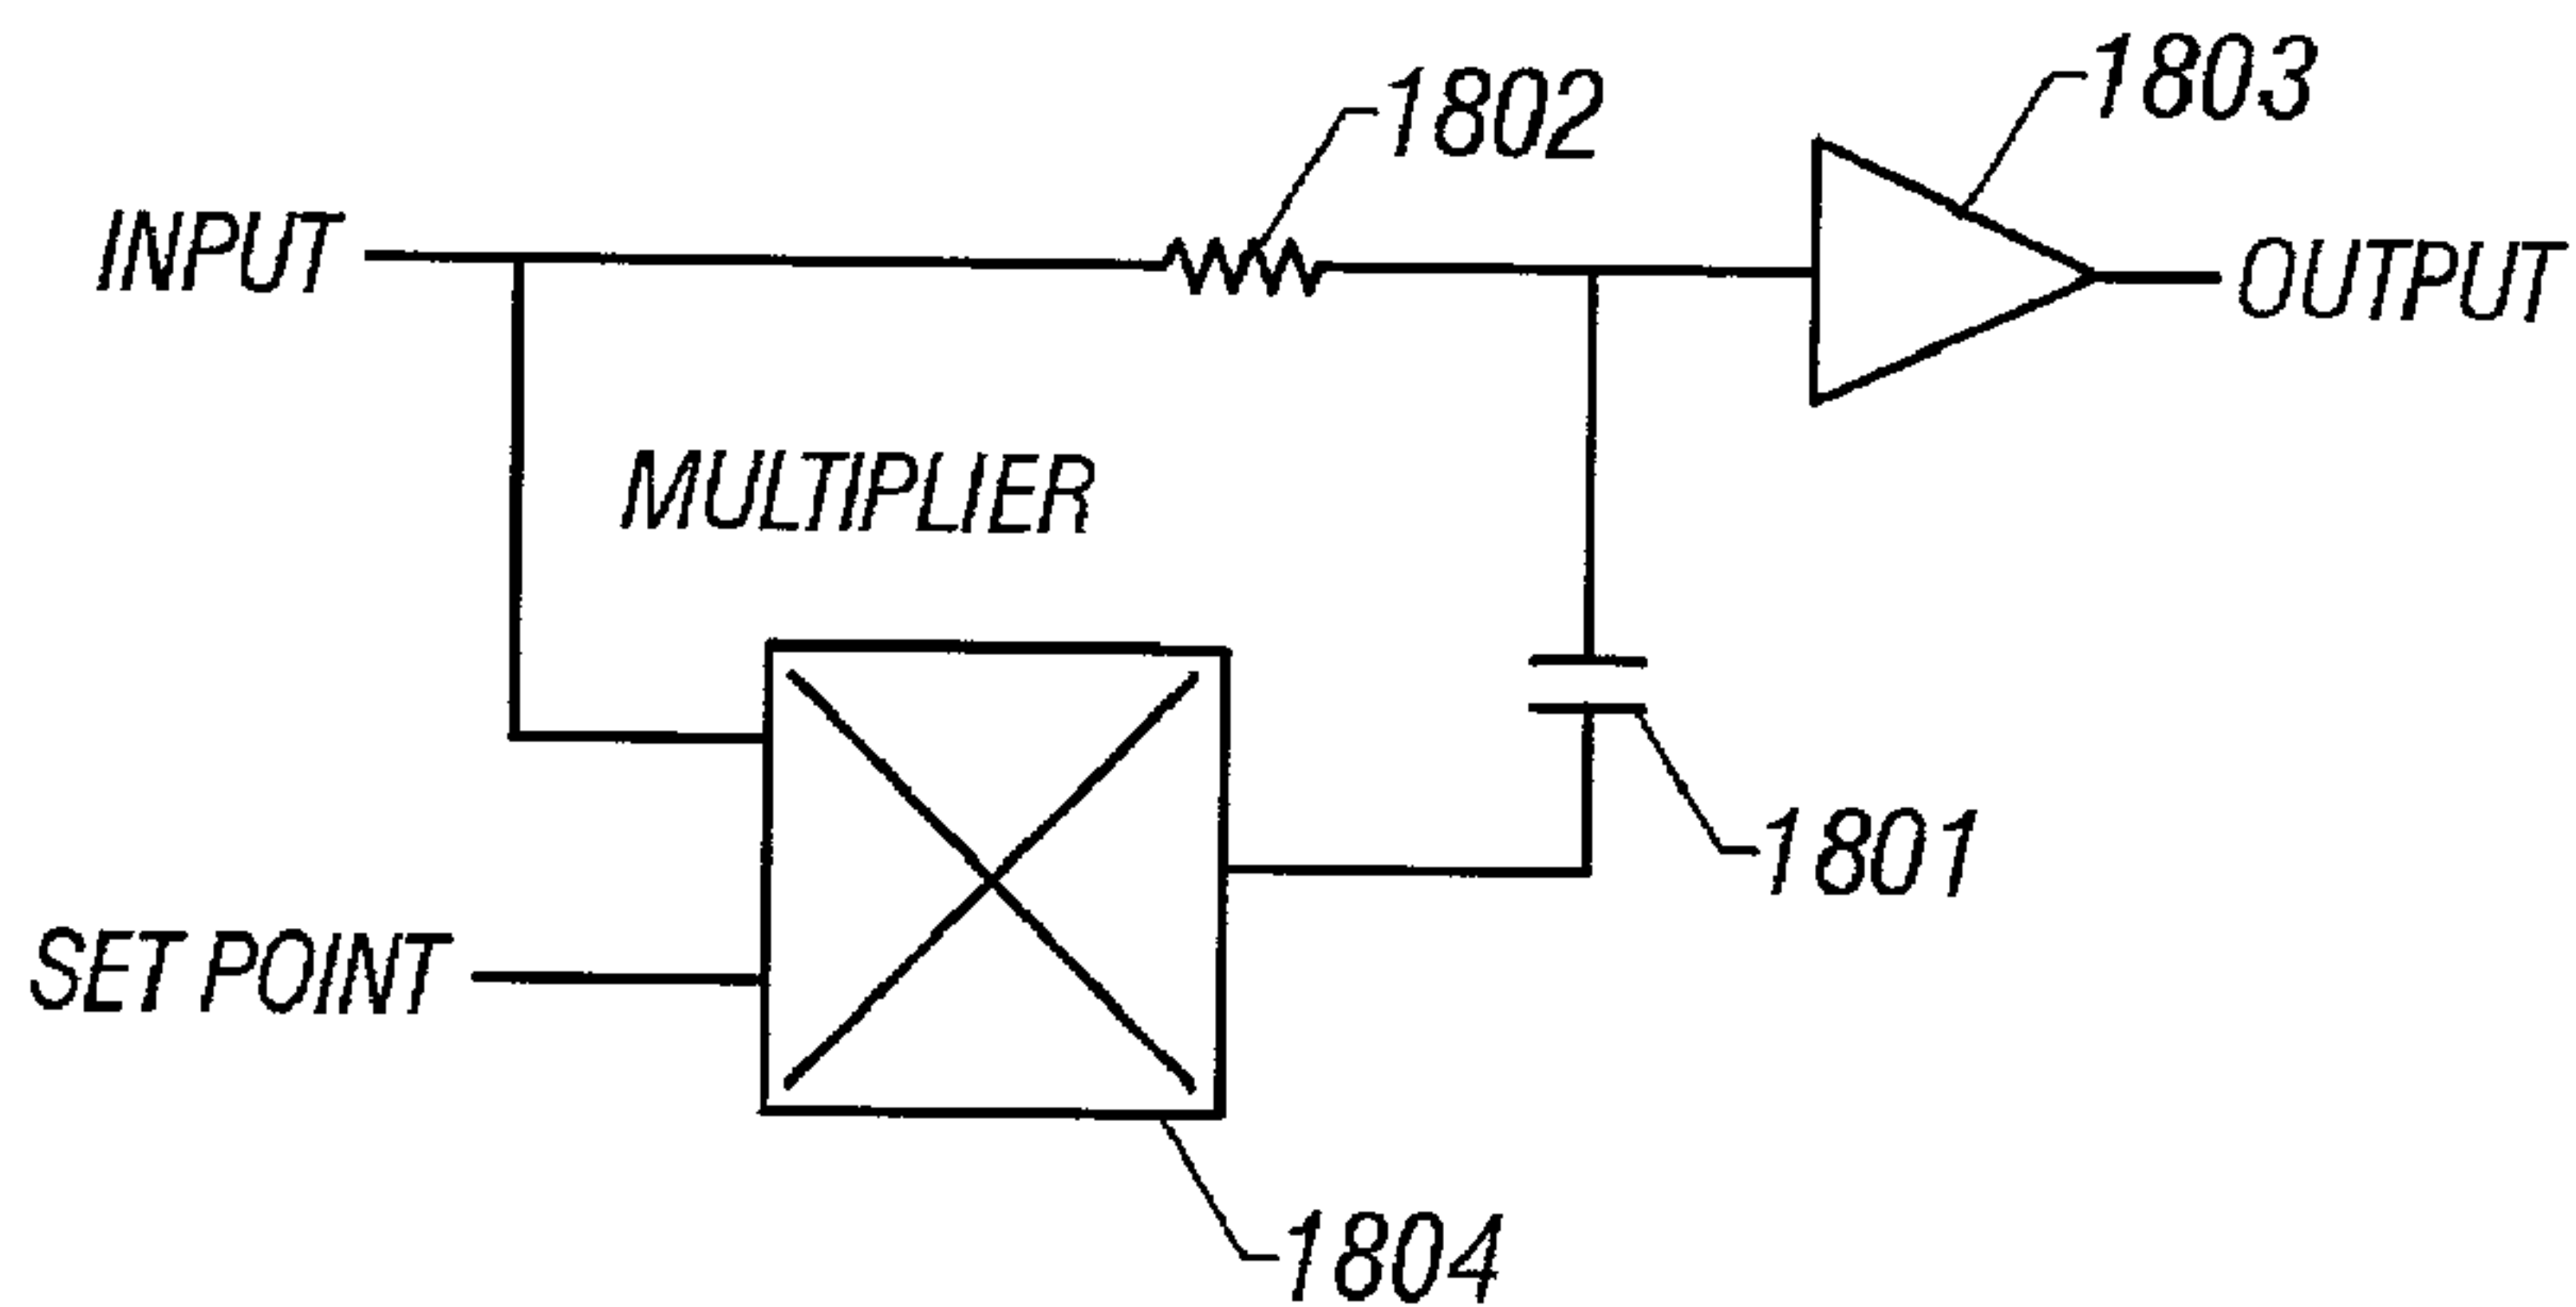 1803
1802
INPUT
OUTPUT
MULTIPLIER
1801
SET POINT
1804